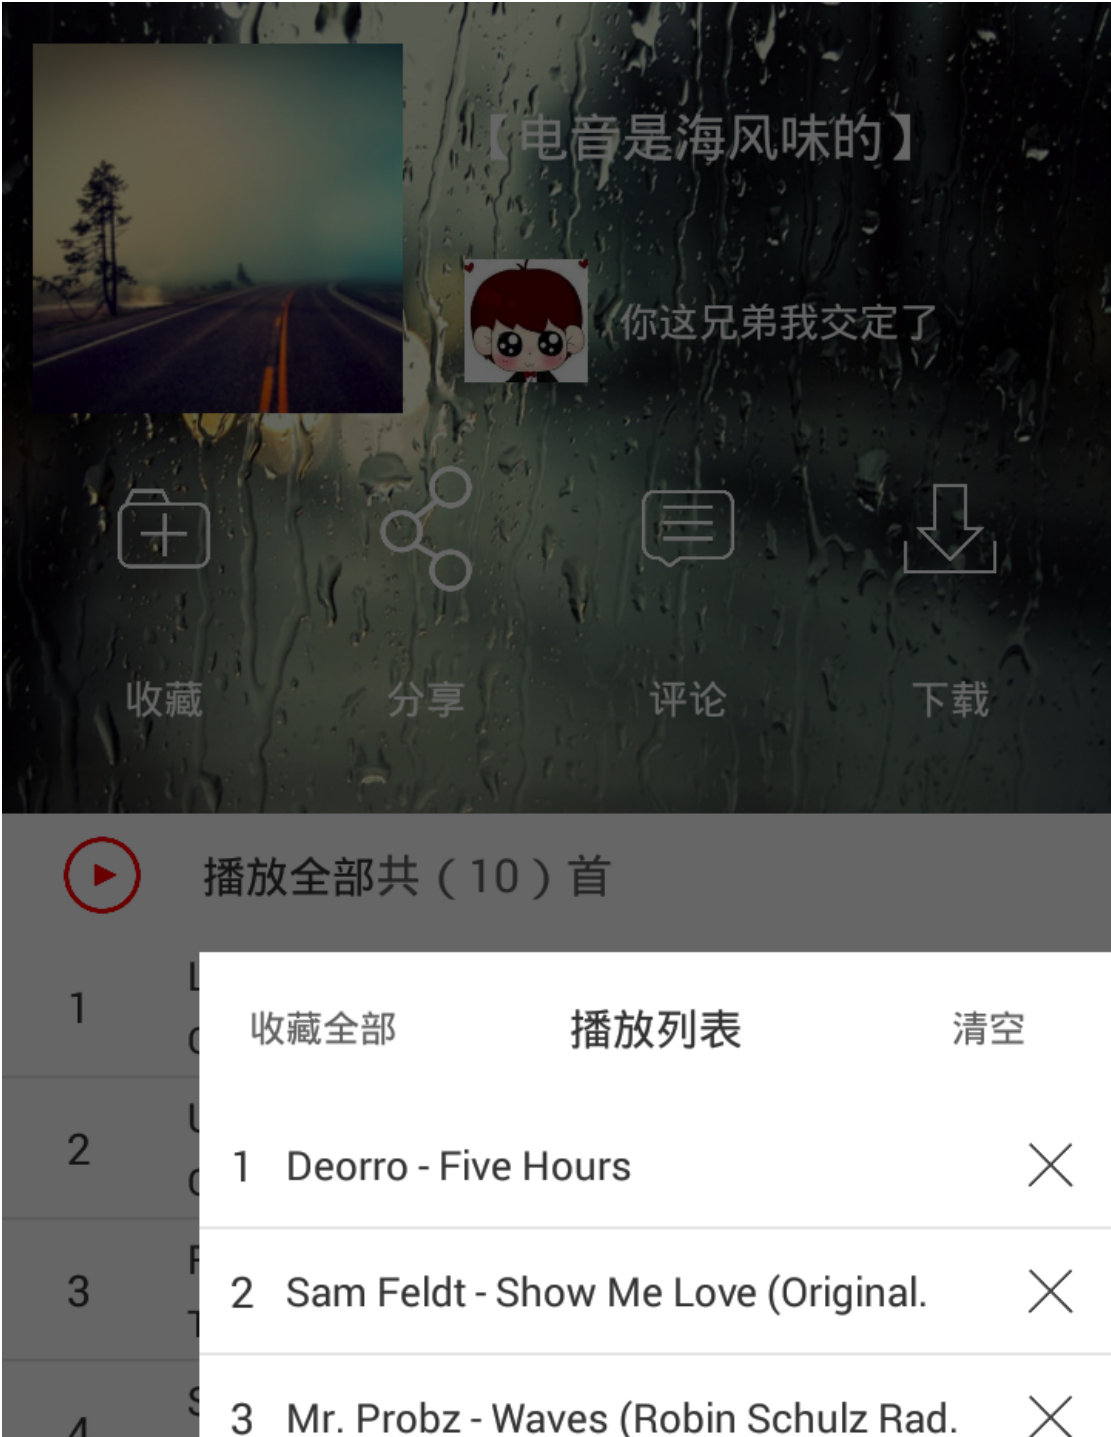 【电音是海风味的】
你这兄弟我交定了
收藏 分享 评论 下载
播放全部共（10）首
1
2
3
4
收藏全部 播放列表 清空
1 Deorro - Five Hours
2 Sam Feldt - Show Me Love (Original.
3 Mr. Probz - Waves (Robin Schulz Rad.